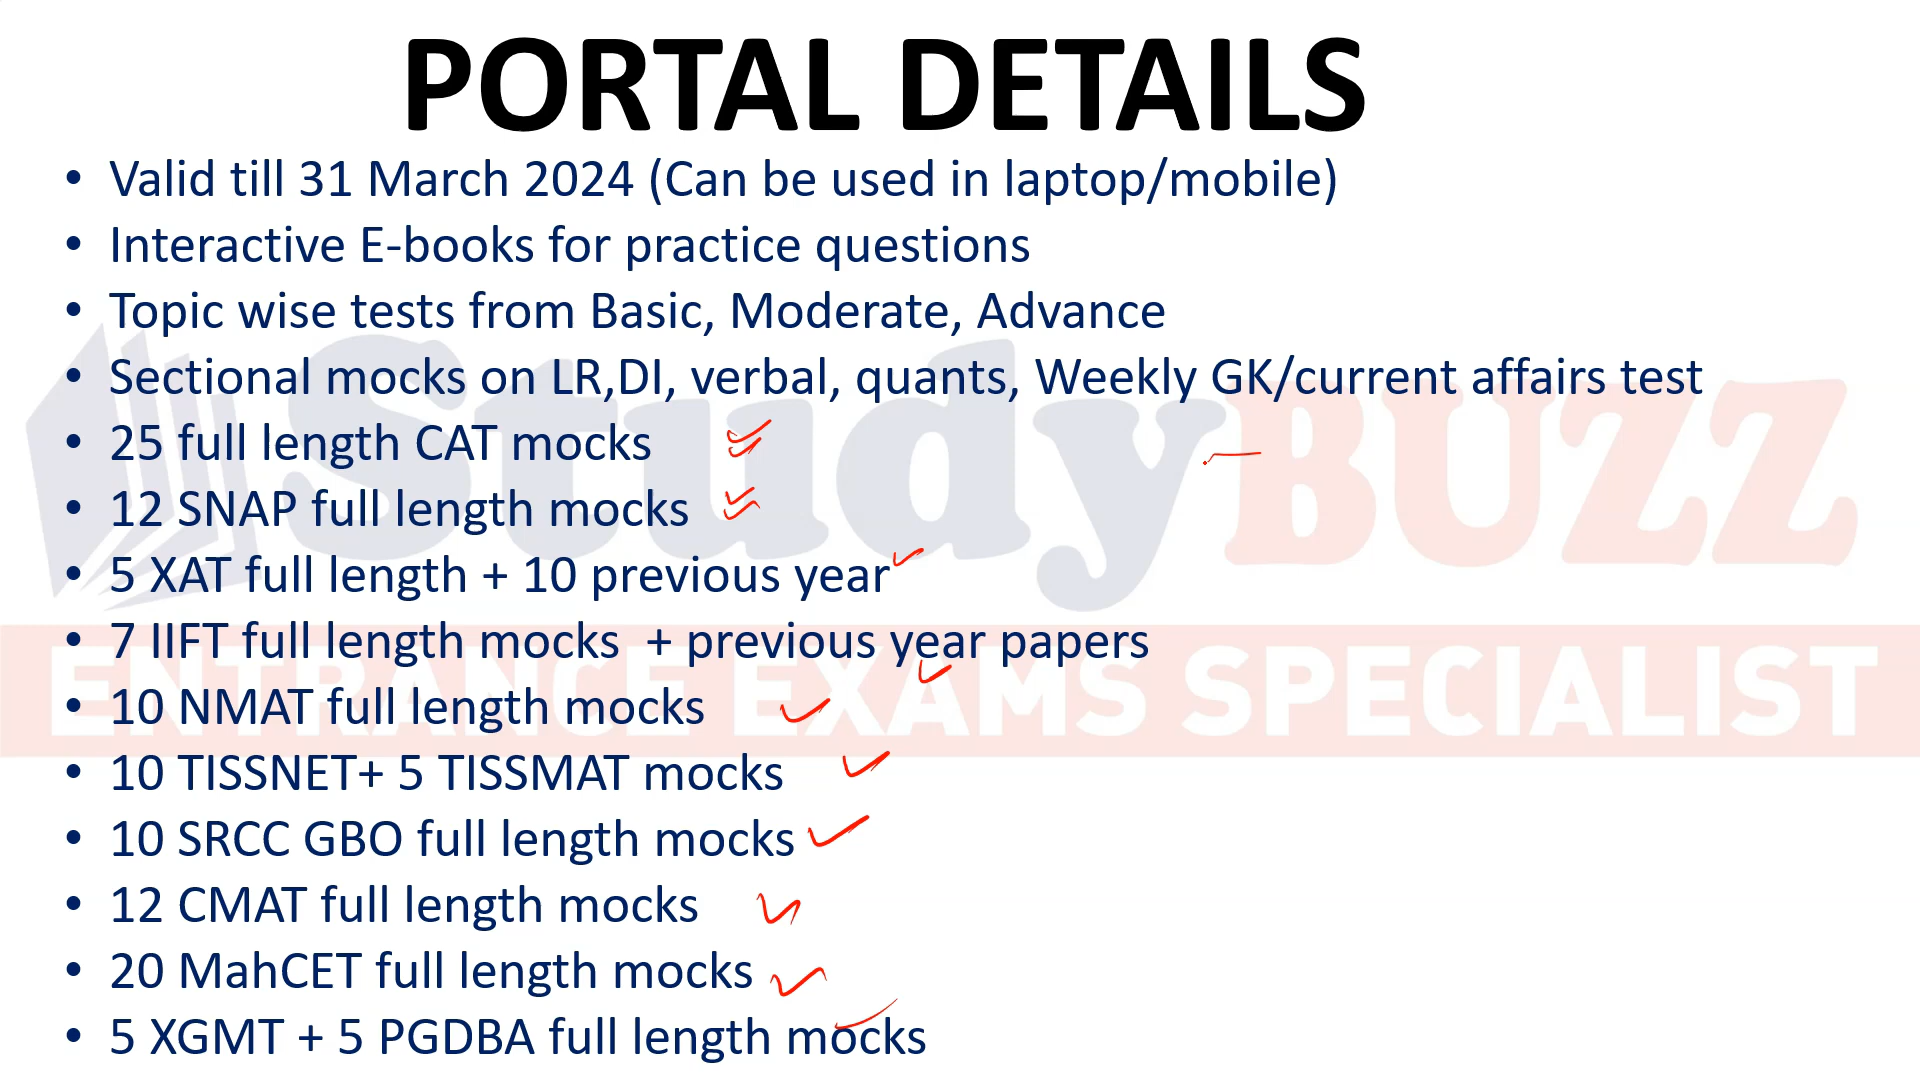 PORTAL DETAILS
• Valid till 31 March 2024 (Can be used in laptop/mobile)
• Interactive E-books for practice questions
• Topic wise tests from Basic, Moderate, Advance
• Sectional mocks on LR,DI, verbal, quants, Weekly GK/current affairs test
• 25 full length CAT mocks
• 12 SNAP full length mocks
• 5 XAT full length + 10 previous year
• 7 IIFT full length mocks + previous year papers
• 10 NMAT full length mocks
• 10 TISSNET+ 5 TISSMAT mocks
• 10 SRCC GBO full length mocks
• 12 CMAT full length mocks
• 20 MahCET full length mocks
• 5 XGMT + 5 PGDBA full length mocks
StudyBUZZ
ENTRANCE EXAMS SPECIALIST